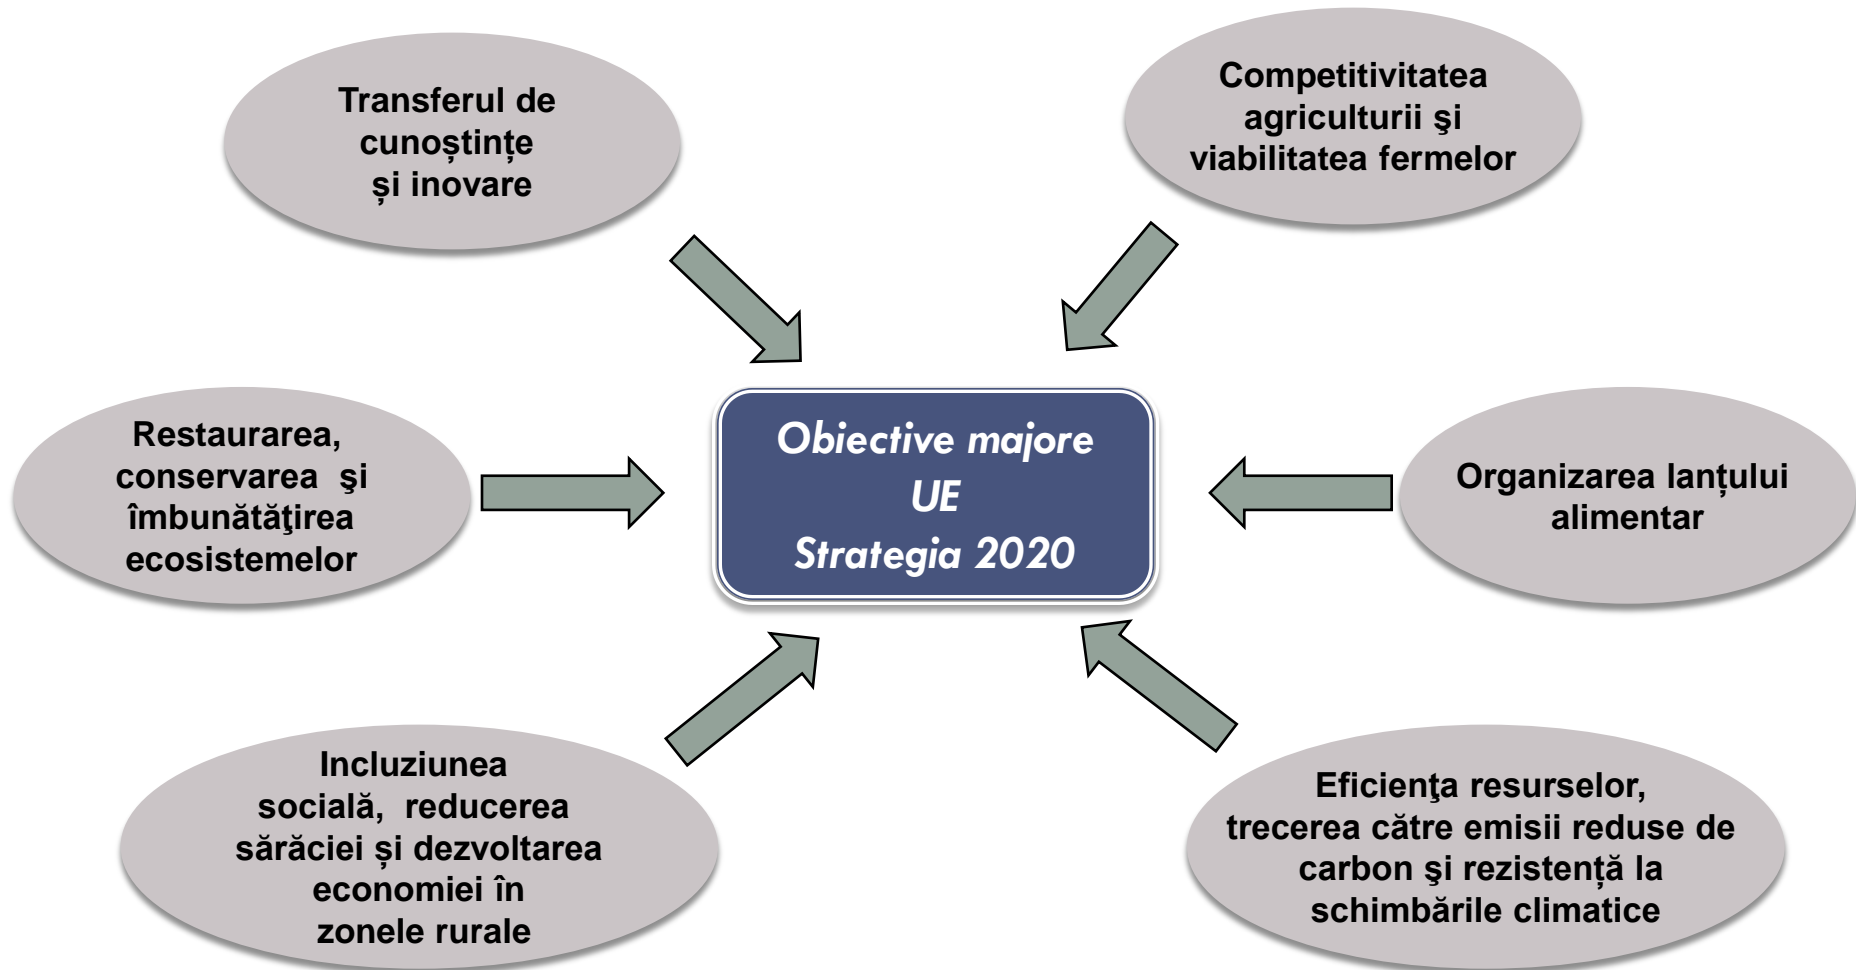 Transferul de
cunoștințe
și inovare
Competitivitatea
agriculturii şi
viabilitatea fermelor
Restaurarea,
conservarea şi
îmbunătăţirea
ecosistemelor
Obiective majore
UE
Strategia 2020
Organizarea lanțului
alimentar
Incluziunea
socială, reducerea
sărăciei și dezvoltarea
economiei în
zonele rurale
Eficienţa resurselor,
trecerea către emisii reduse de
carbon şi rezistență la
schimbările climatice